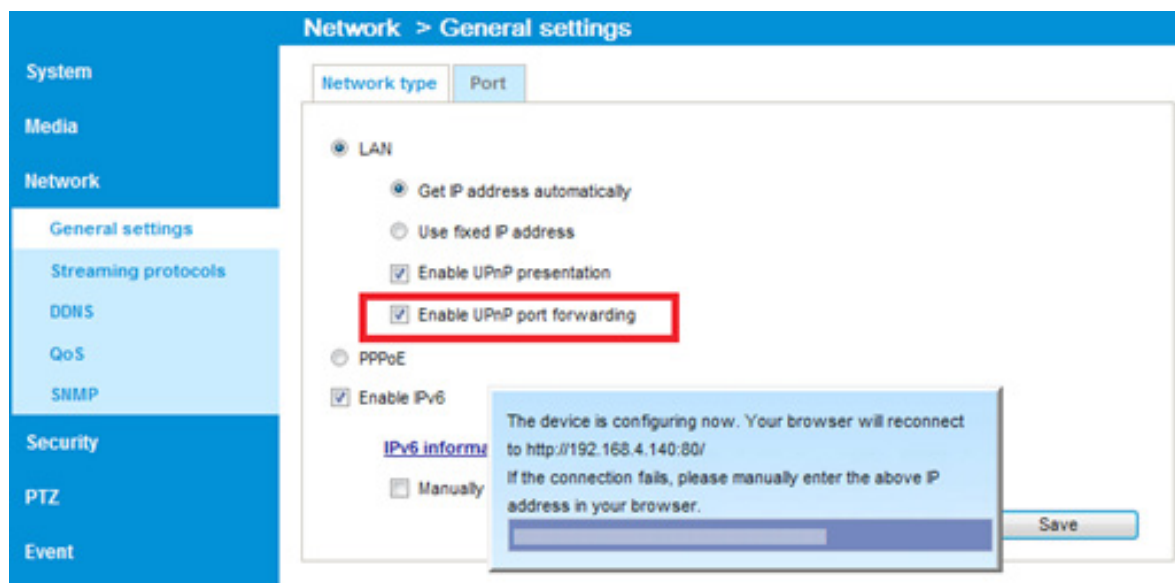 Network > General settings
System
Media
Network
General settings
Streaming protocols
DDNS
QoS
SNMP
Security
PTZ
Event
Network type
Port
LAN
Get IP address automatically
Use fixed IP address
Enable UPnP presentation
Enable UPnP port forwarding
PPPoE
Enable IPv6
IPv6
Manually
The device is configuring now. Your browser will reconnect
to http://192.168.4.140:80/
If the connection fails, please manually enter the above IP
address in your browser.
Save